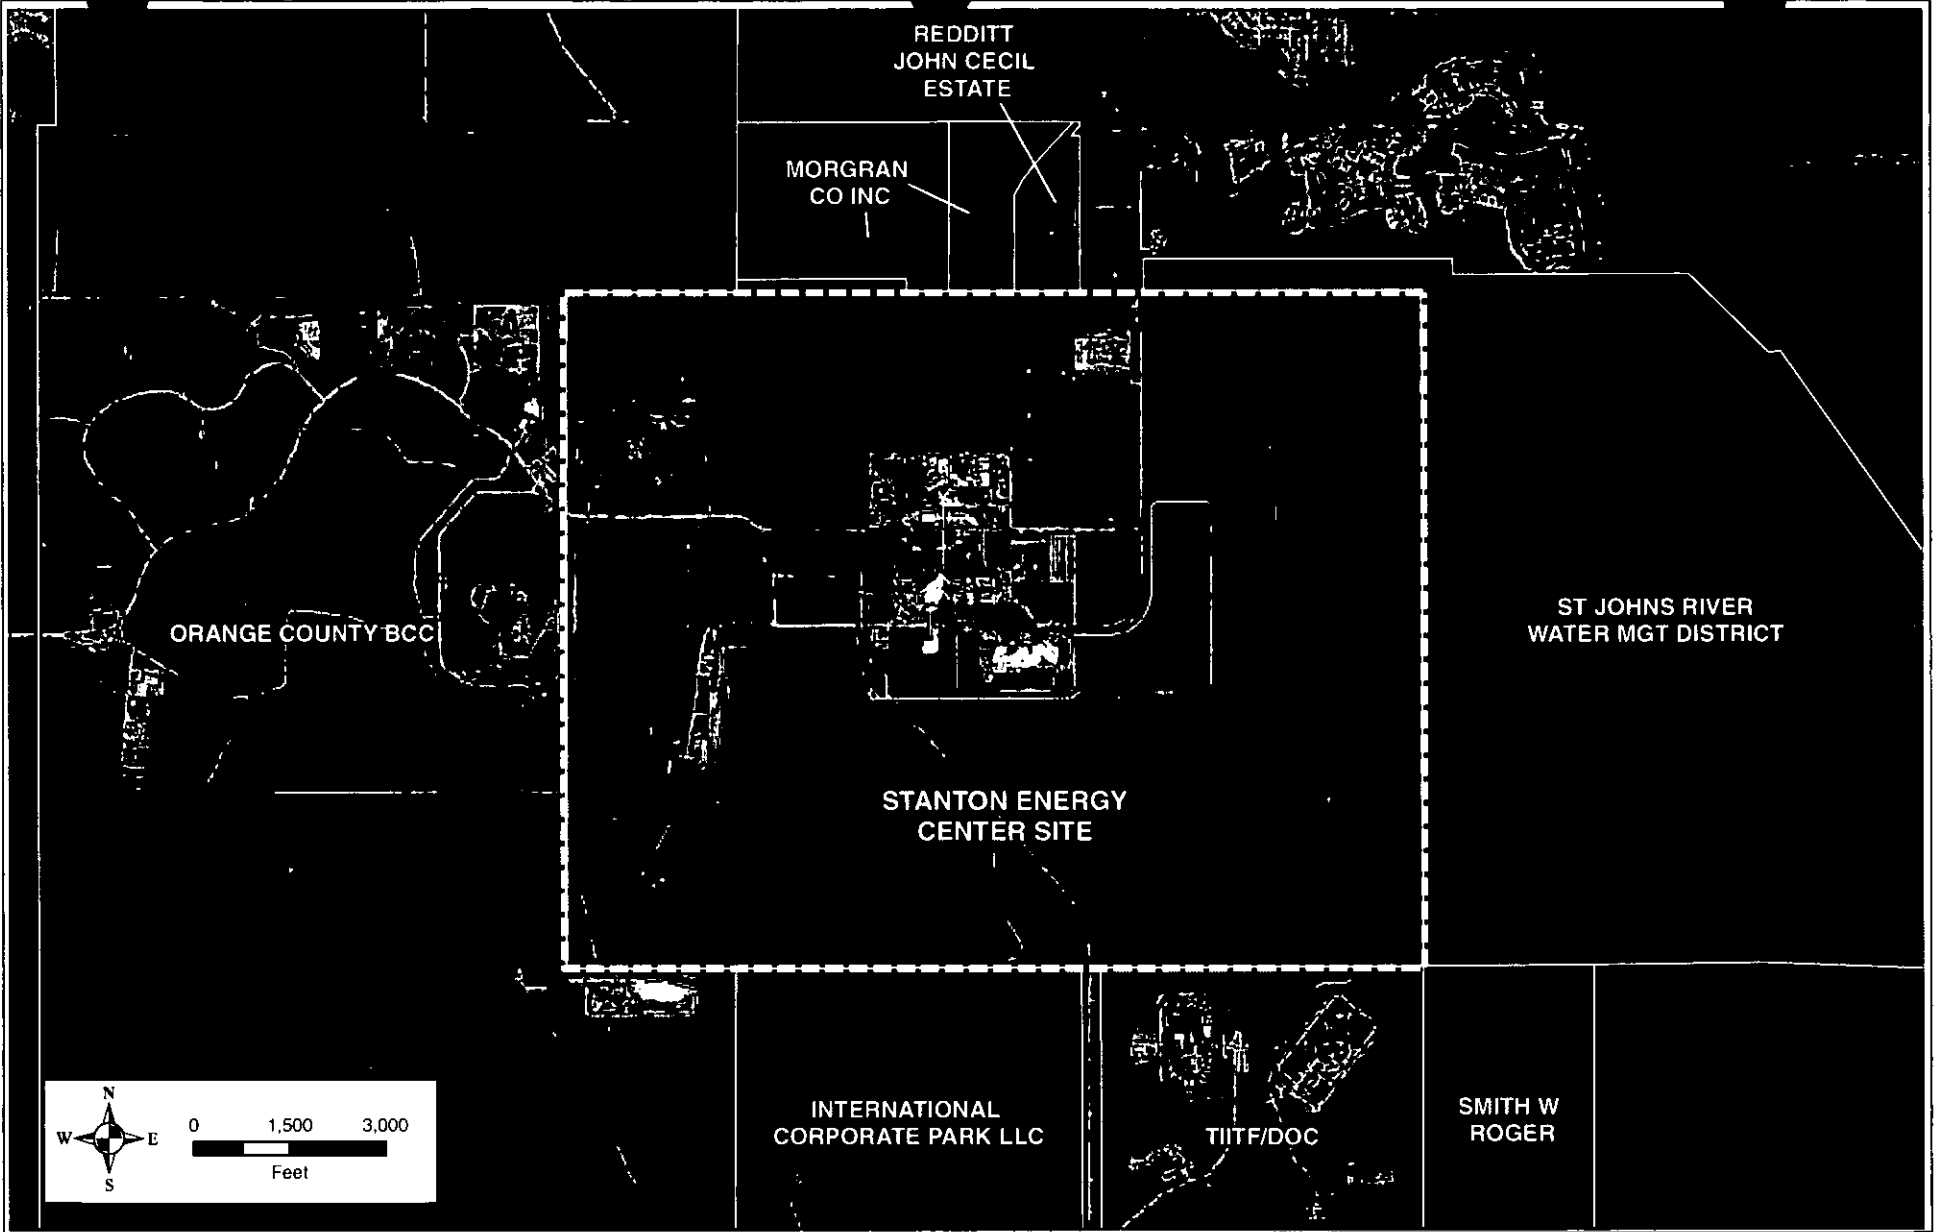 REDDITT
JOHN CECIL
ESTATE
MORGRAN
CO INC
ORANGE COUNTY BCC
ST JOHNS RIVER
WATER MGT DISTRICT
STANTON ENERGY
CENTER SITE
INTERNATIONAL
CORPORATE PARK LLC
TIITF/DOC
SMITH W
ROGER
N
W E
S
0 1,500 3,000
Feet